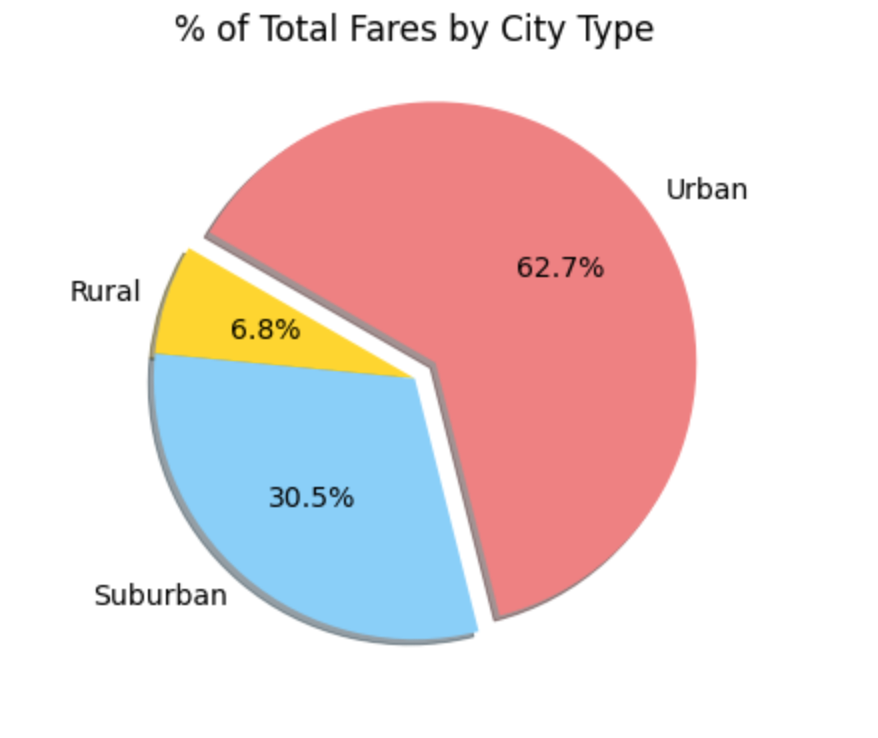 % of Total Fares by City Type
Urban
62.7%
Rural
6.8%
30.5%
Suburban